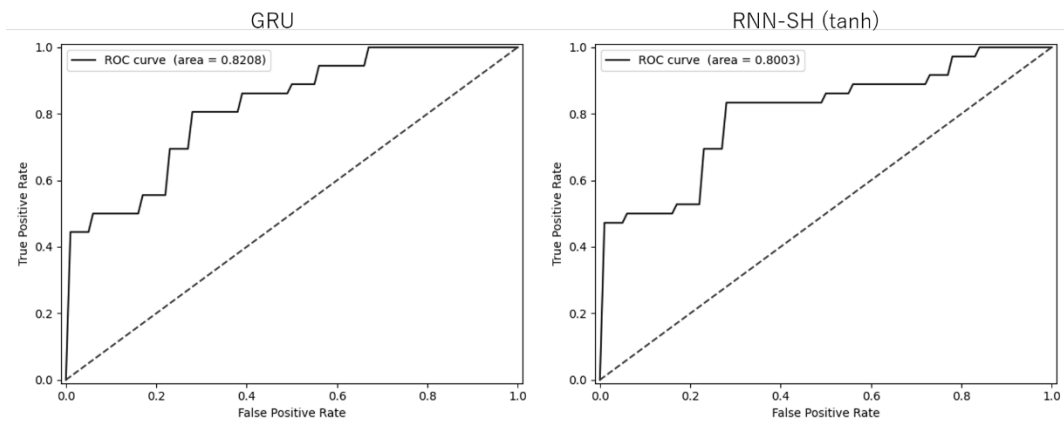 GRU
ROC curve (area = 0.8208)
1.0
0.8
0.6
0.4
0.2
0.0
True Positive Rate
0.0 0.2 0.4 0.6 0.8 1.0
False Positive Rate
RNN-SH (tanh)
ROC curve (area = 0.8003)
1.0
0.8
0.6
0.4
0.2
0.0
True Positive Rate
0.0 0.2 0.4 0.6 0.8 1.0
False Positive Rate